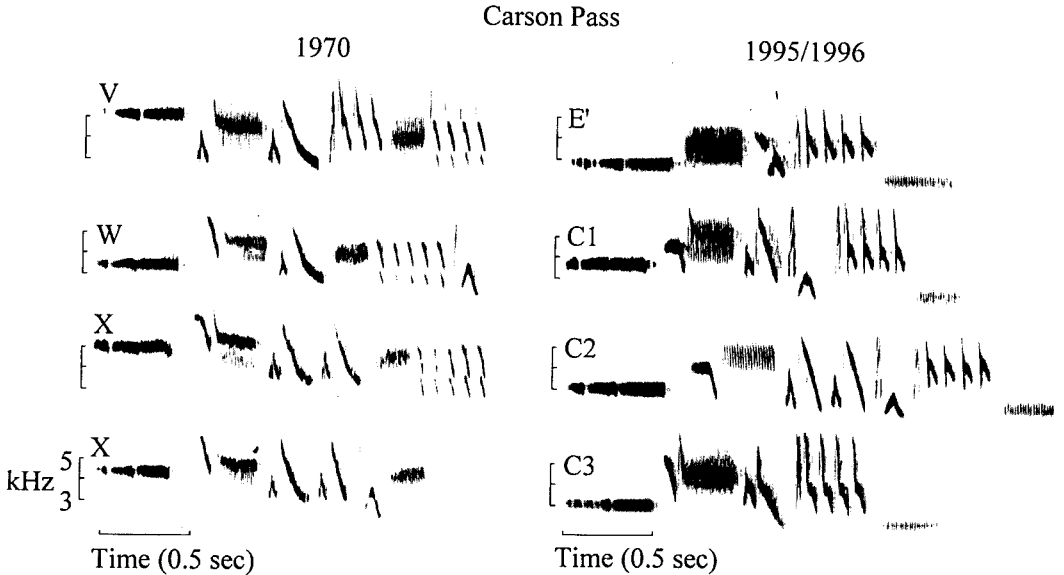 Carson Pass
1970
1995/1996
V
W
X
X
kHz
5
3
Time (0.5 sec)
E'
C1
C2
C3
Time (0.5 sec)